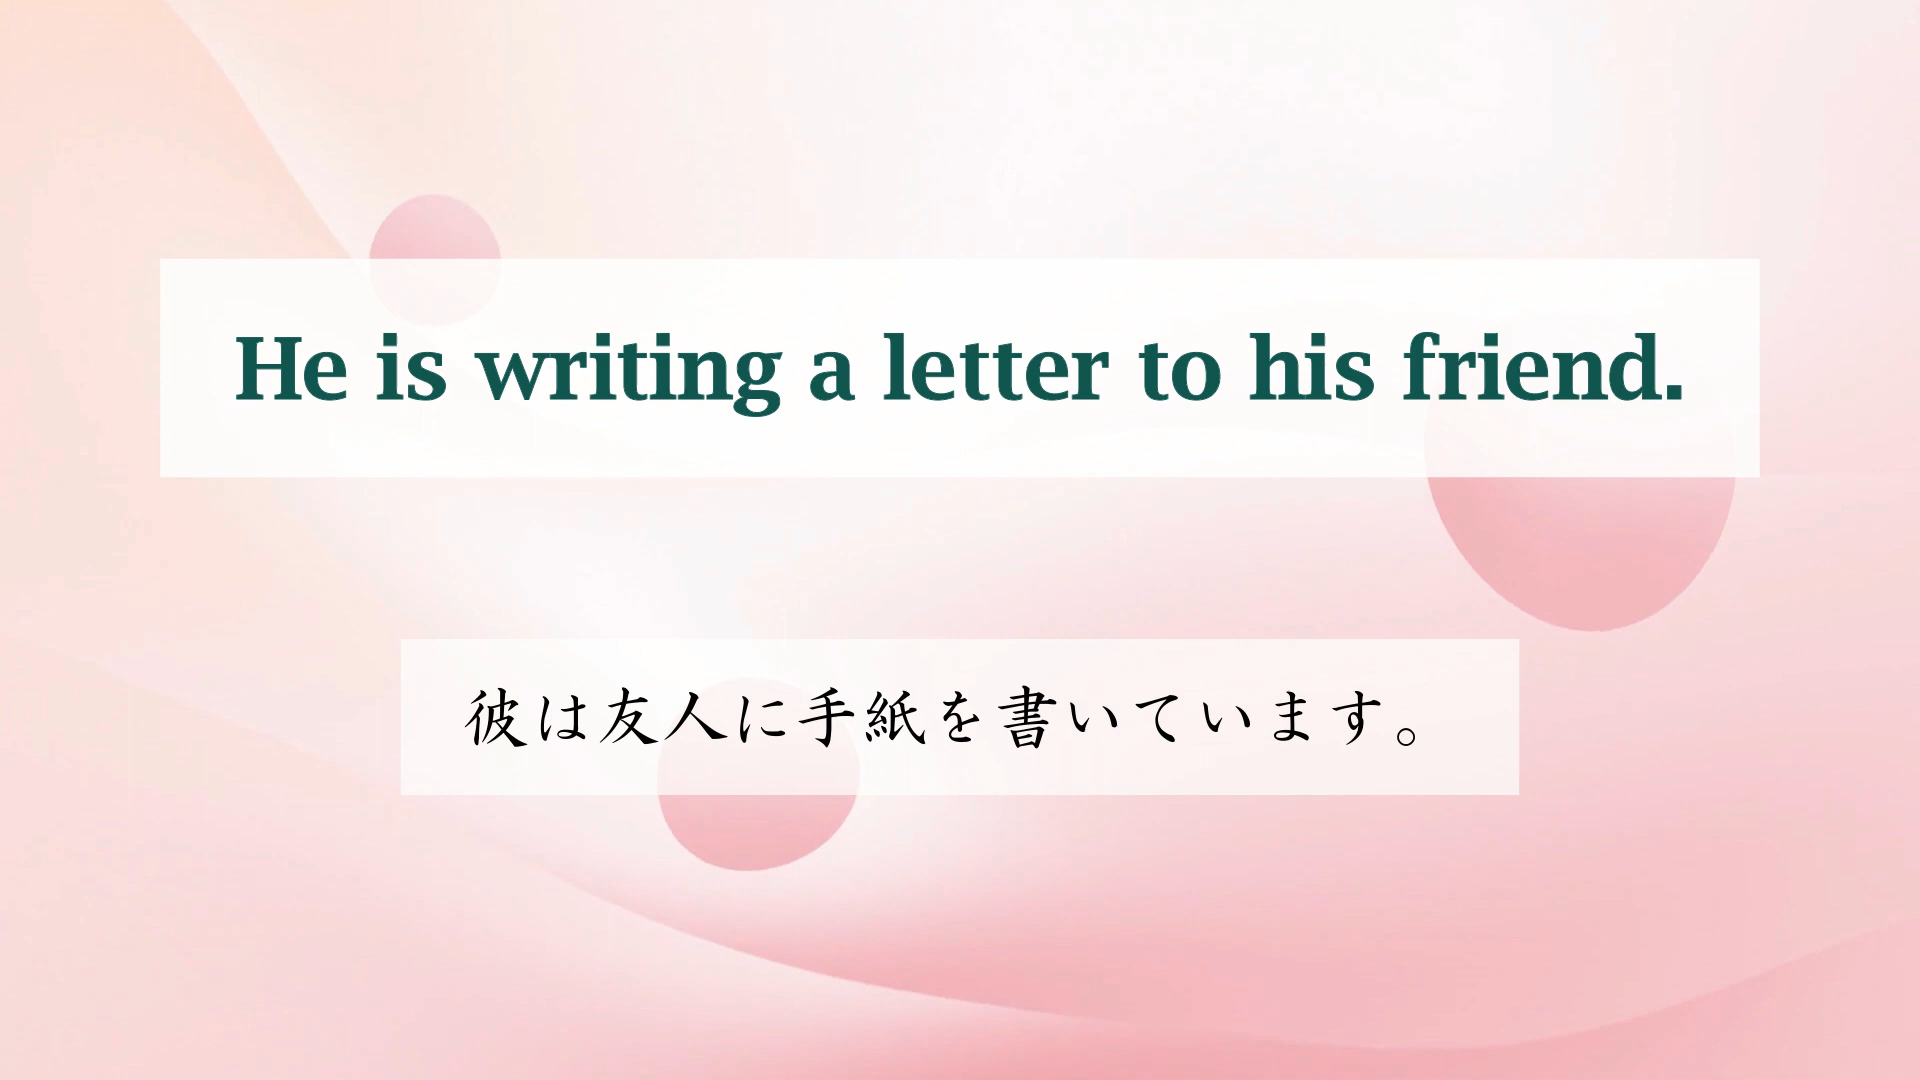 He is writing a letter to his friend.
彼は友人に手紙を書いています。